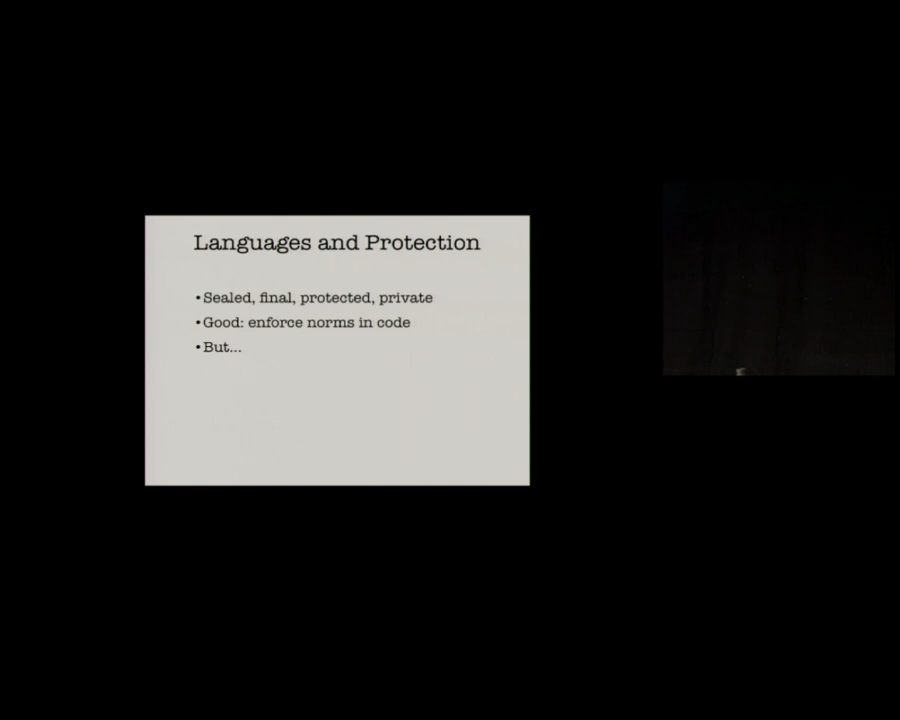 Languages and Protection
•Sealed, final, protected, private
•Good: enforce norms in code
•But...